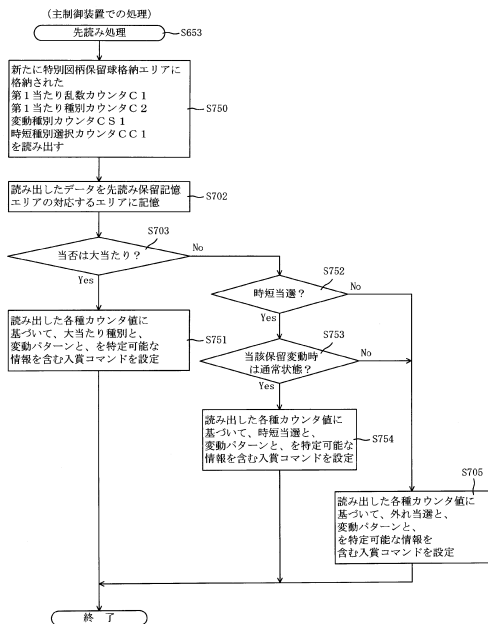 (主制御装置での処理)
先読み処理
S653
新たに特別図柄保留球格納エリアに
格納された
第1当たり乱数カウンタC1
第1当たり種別カウンタC2
変動種別カウンタCS1
時短種別選択カウンタCC1
を読み出す
S750
読み出したデータを先読み保留記憶
エリアの対応するエリアに記憶
S702
S703
当否は大当たり?
No
Yes
S752
時短当選?
No
Yes
読み出した各種カウンタ値に
基づいて、大当たり種別と、
変動パターンと、を特定可能な
情報を含む入賞コマンドを設定
S751
S753
当該保留変動時
は通常状態?
No
Yes
読み出した各種カウンタ値に
基づいて、時短当選と、
変動パターンと、を特定可能な
情報を含む入賞コマンドを設定
S754
S705
読み出した各種カウンタ値に
基づいて、外れ当選と、
変動パターンと、
を特定可能な情報を
含む入賞コマンドを設定
終 了